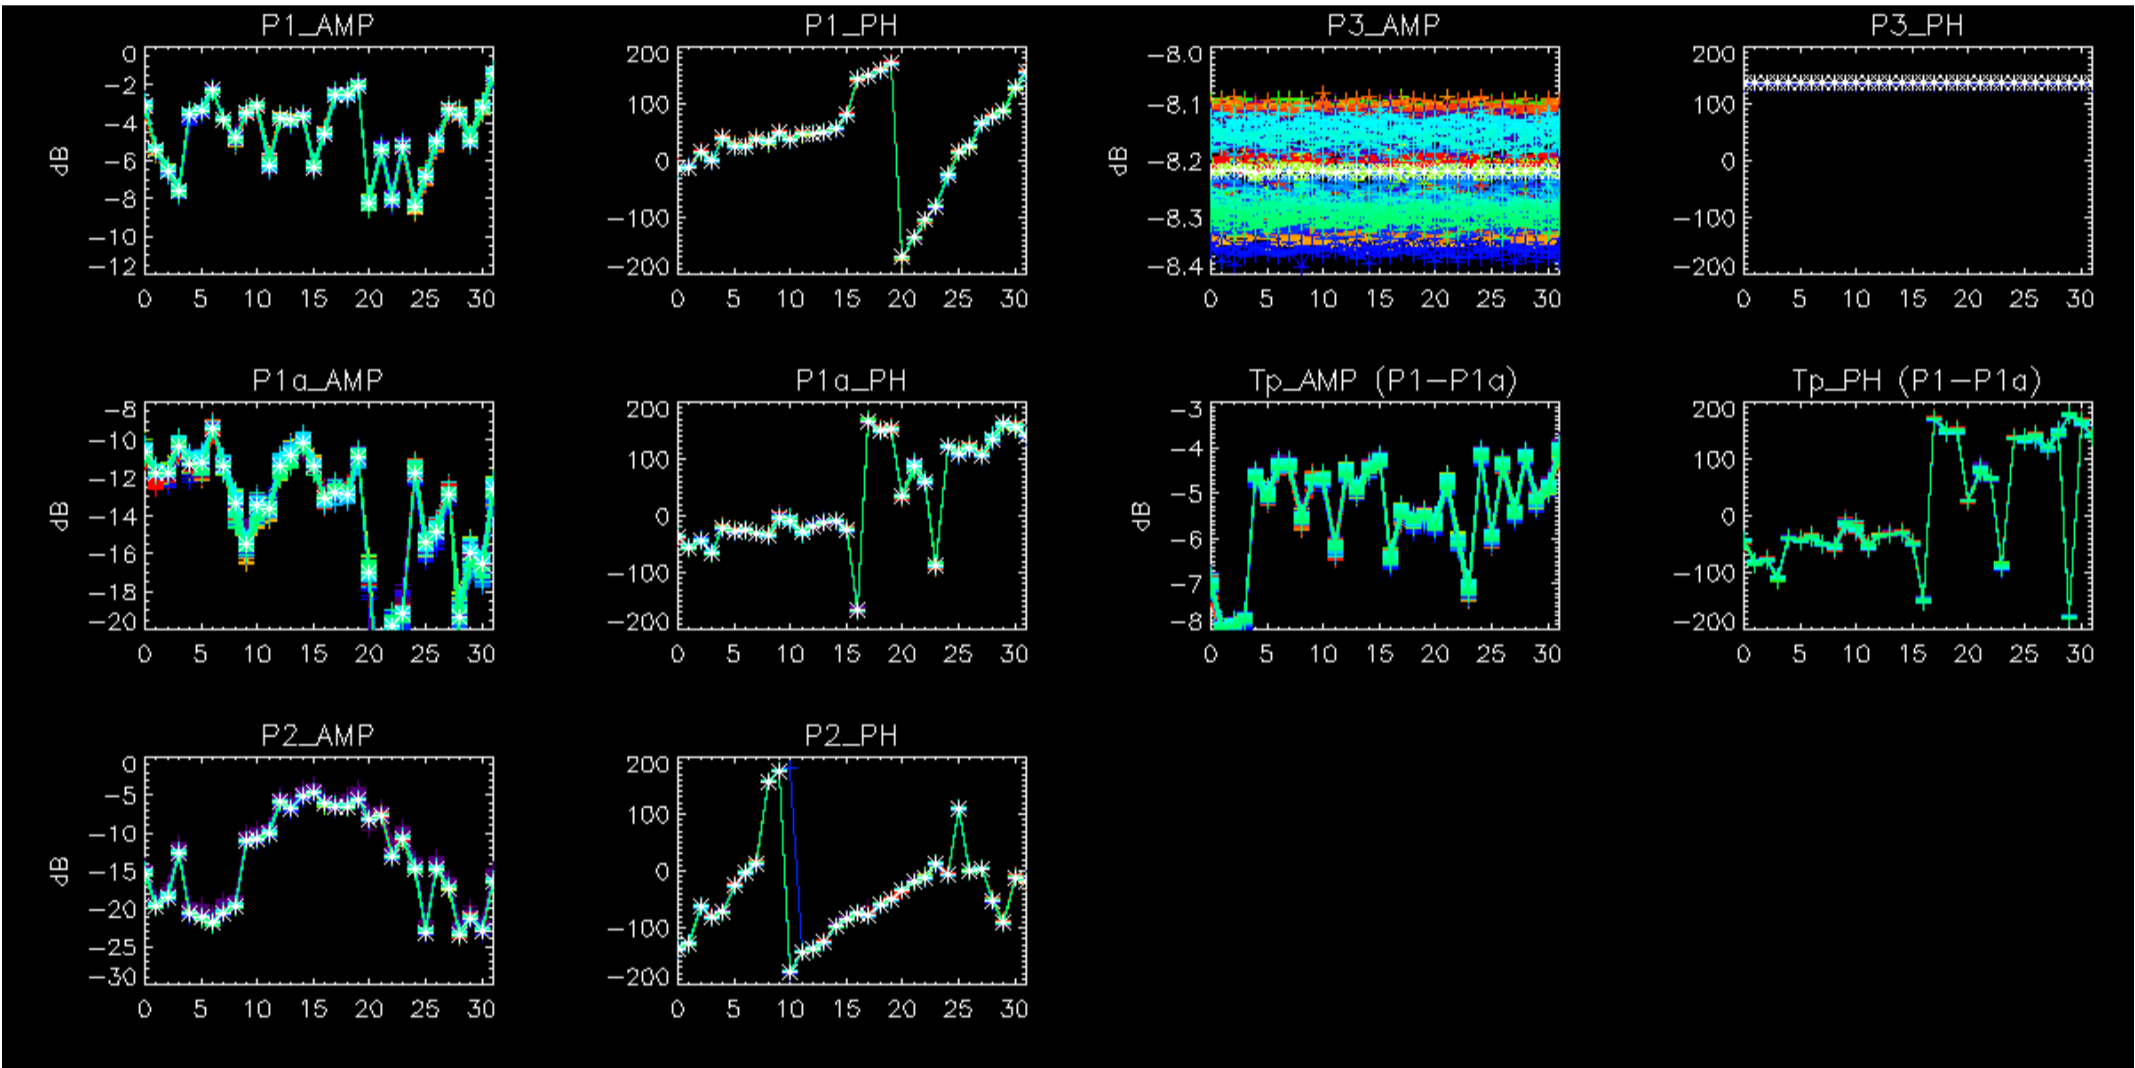 P1_AMP P1_PH P3_AMP P3_PH
0 200 -8.0 200
-2
-4 100 -8.1 100
dB -6 0 dB -8.2 0
-8
-10 -100 -8.3 -100
-12 -200 -8.4 -200
0 5 10 15 20 25 30 0 5 10 15 20 25 30 0 5 10 15 20 25 30 0 5 10 15 20 25 30
P1a_AMP P1a_PH Tp_AMP (P1-P1a) Tp_PH (P1-P1a)
-8 200 -3 200
-10 100 -4 100
-12
dB -14 0 dB -5 0
-16 -6
-18 -100 -7 -100
-20 -200 -8 -200
0 5 10 15 20 25 30 0 5 10 15 20 25 30 0 5 10 15 20 25 30 0 5 10 15 20 25 30
P2_AMP P2_PH
0 200
-5 100
-10
dB -15 0
-20 -100
-25
-30 -200
0 5 10 15 20 25 30 0 5 10 15 20 25 30